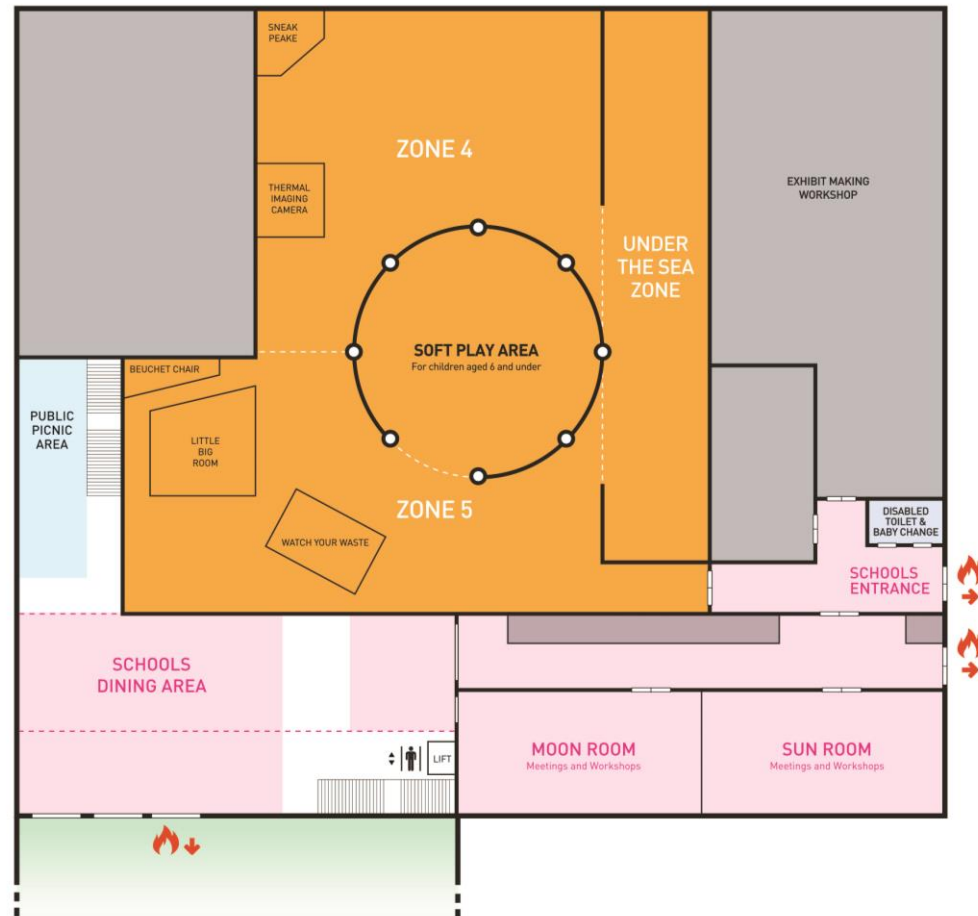 SNEAK
PEAKE
ZONE 4
THERMAL
IMAGING
CAMERA
EXHIBIT MAKING
WORKSHOP
UNDER
THE SEA
ZONE
SOFT PLAY AREA
For children aged 6 and under
BEUCHET CHAIR
PUBLIC
PICNIC
AREA
LITTLE
BIG
ROOM
ZONE 5
WATCH YOUR WASTE
DISABLED
TOILET &
BABY CHANGE
SCHOOLS
ENTRANCE
SCHOOLS
DINING AREA
LIFT
MOON ROOM
Meetings and Workshops
SUN ROOM
Meetings and Workshops